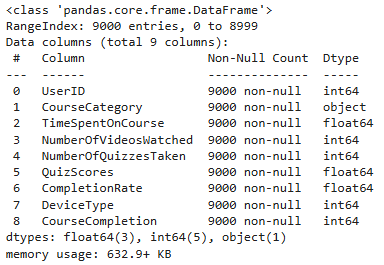 <class 'pandas.core.frame.DataFrame'>
RangeIndex: 9000 entries, 0 to 8999
Data columns (total 9 columns):
 #   Column                 Non-Null Count  Dtype
---  ------                 --------------  -----
 0   UserID                 9000 non-null   int64
 1   CourseCategory         9000 non-null   object
 2   TimeSpentOnCourse      9000 non-null   float64
 3   NumberOfVideosWatched  9000 non-null   int64
 4   NumberOfQuizzesTaken   9000 non-null   int64
 5   QuizScores             9000 non-null   float64
 6   CompletionRate         9000 non-null   float64
 7   DeviceType             9000 non-null   int64
 8   CourseCompletion       9000 non-null   int64
dtypes: float64(3), int64(5), object(1)
memory usage: 632.9+ KB